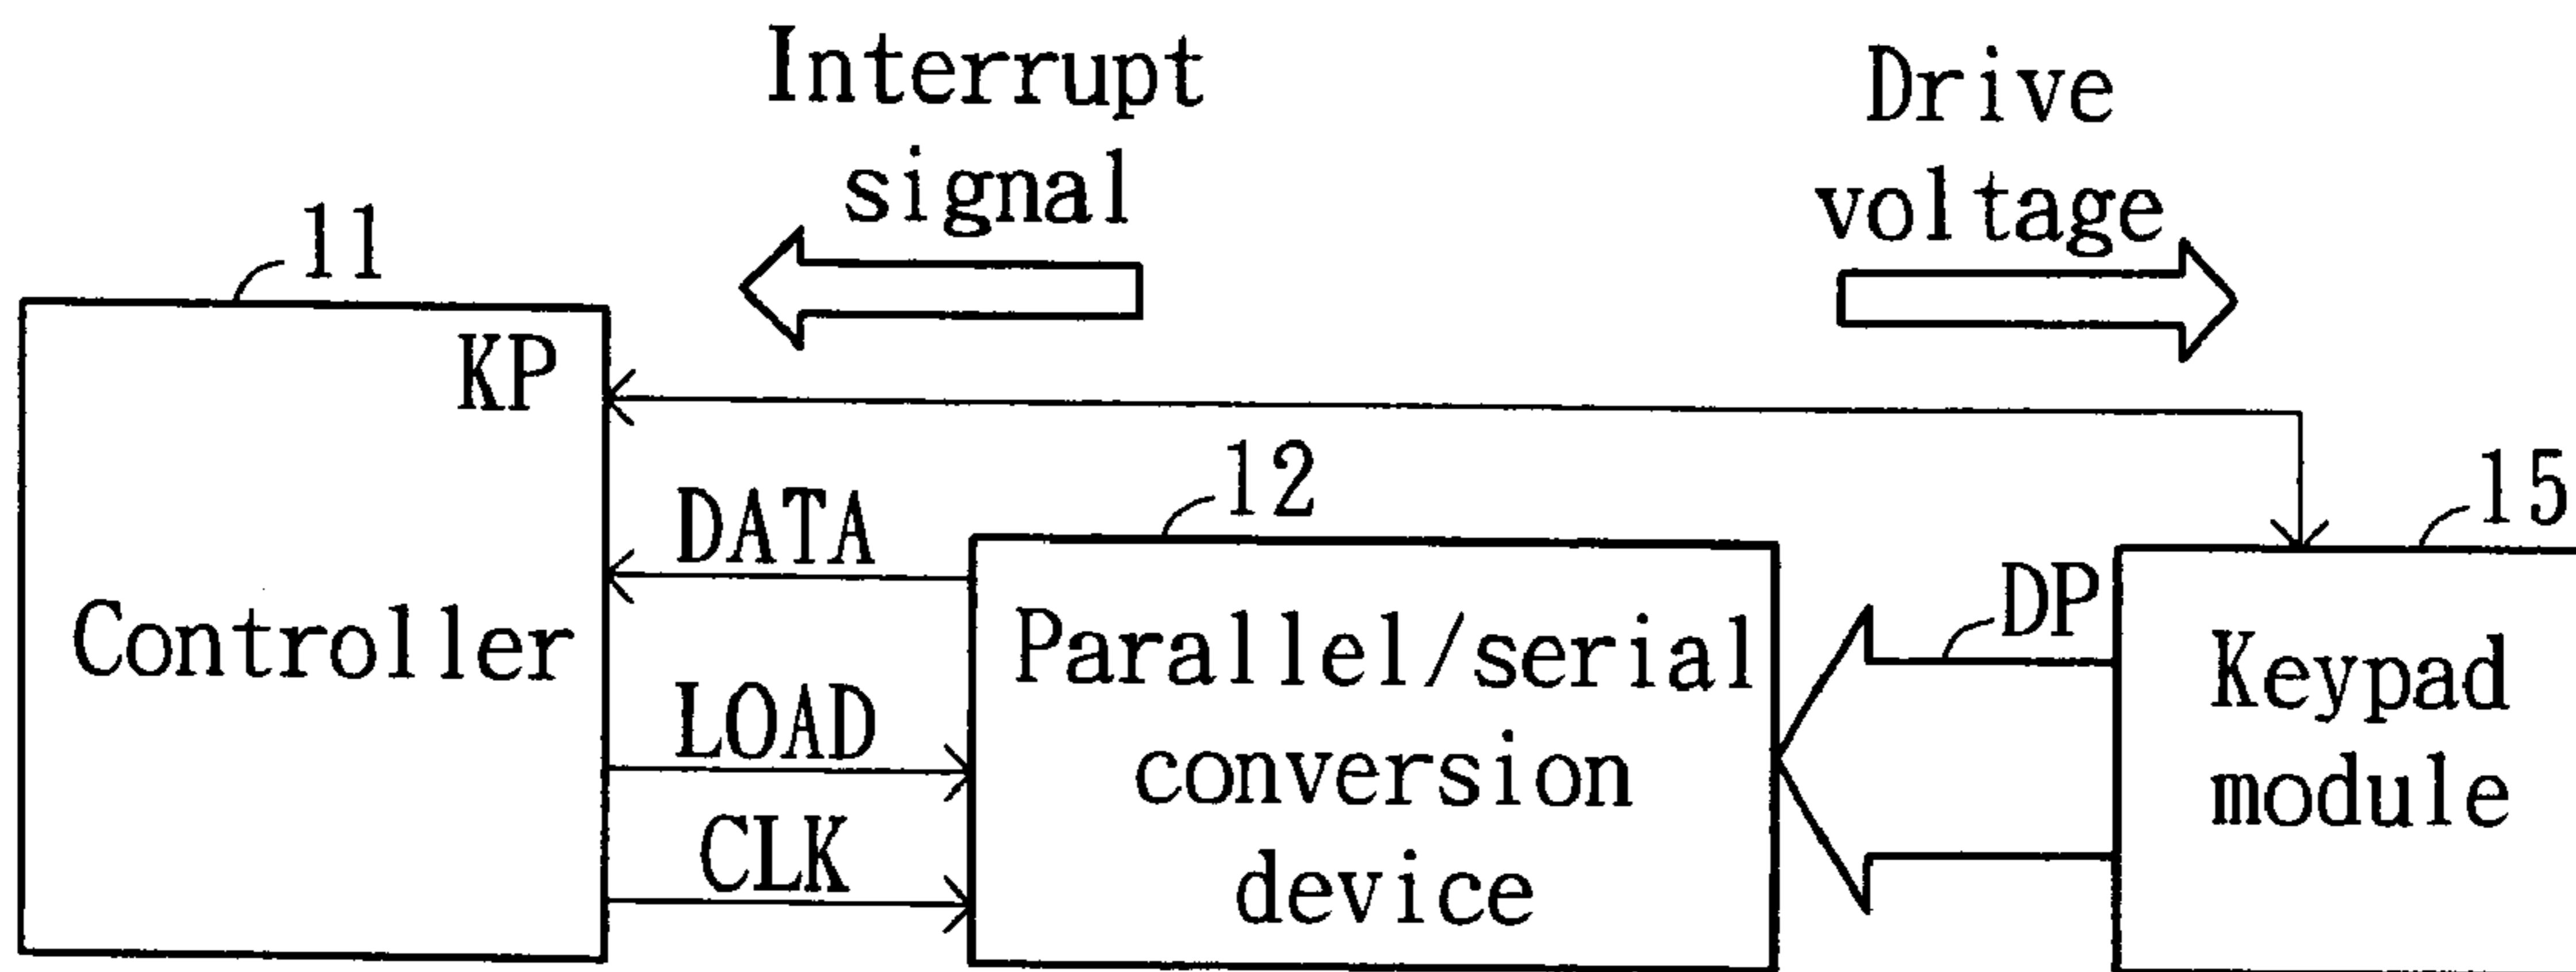 Interrupt
signal
Drive
voltage
11
KP
Controller
DATA
LOAD
CLK
12
Parallel/serial
conversion
device
DP
15
Keypad
module